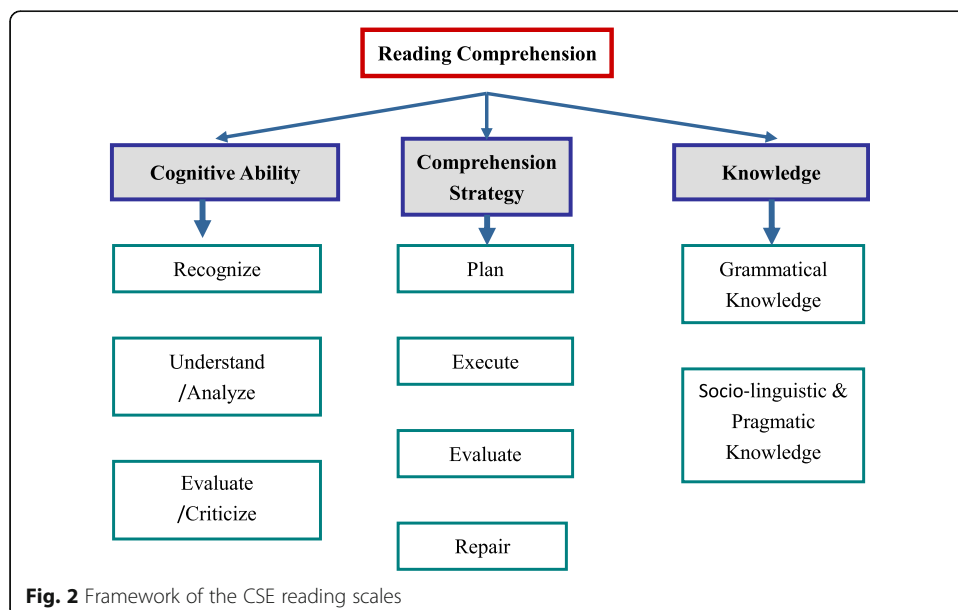 Reading Comprehension
Cognitive Ability
Comprehension
Strategy
Knowledge
Recognize
Plan
Grammatical
Knowledge
Understand
/Analyze
Execute
Socio-linguistic &
Pragmatic
Knowledge
Evaluate
Evaluate
/Criticize
Repair
Fig. 2 Framework of the CSE reading scales